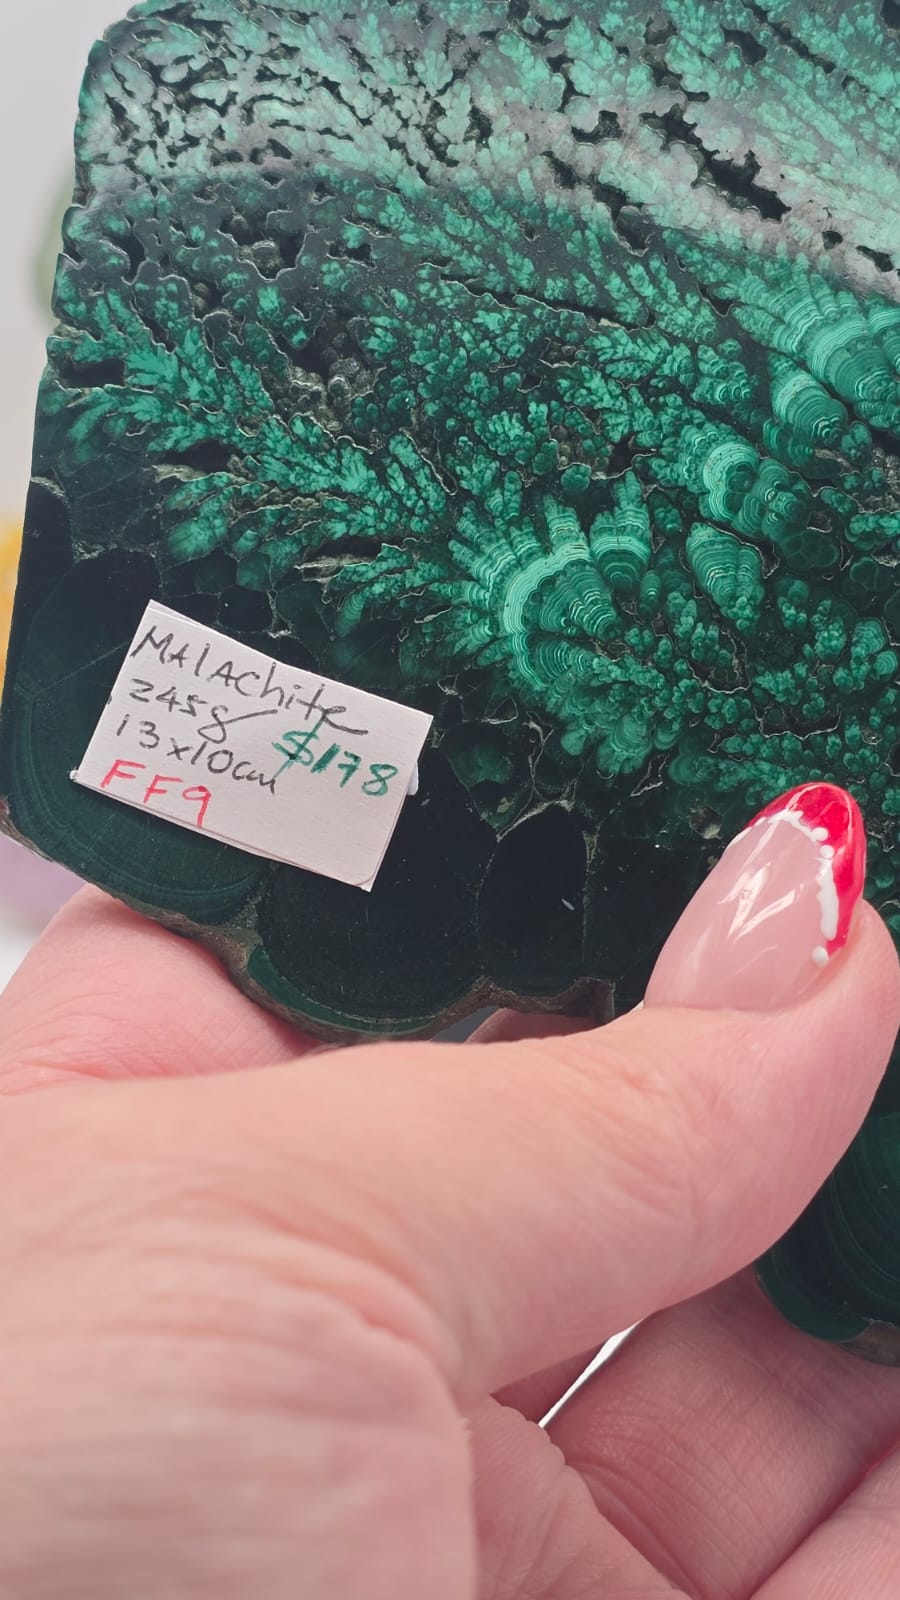 MALAChite
245g
13x10cm $178
FF9